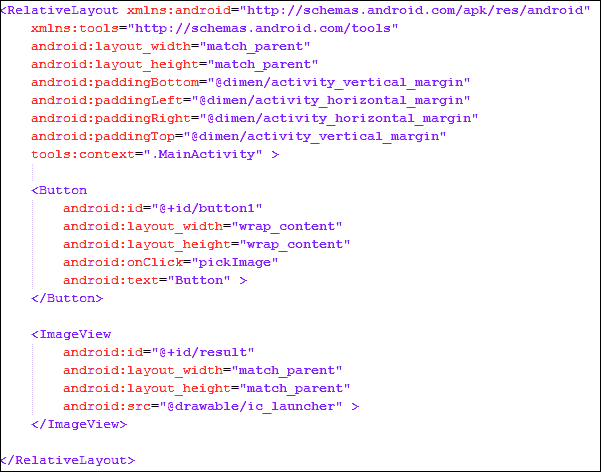 <RelativeLayout xmlns:android="http://schemas.android.com/apk/res/android"
    xmlns:tools="http://schemas.android.com/tools"
    android:layout_width="match_parent"
    android:layout_height="match_parent"
    android:paddingBottom="@dimen/activity_vertical_margin"
    android:paddingLeft="@dimen/activity_horizontal_margin"
    android:paddingRight="@dimen/activity_horizontal_margin"
    android:paddingTop="@dimen/activity_vertical_margin"
    tools:context=".MainActivity" >
    <Button
        android:id="@+id/button1"
        android:layout_width="wrap_content"
        android:layout_height="wrap_content"
        android:onClick="pickImage"
        android:text="Button" >
    </Button>
    <ImageView
        android:id="@+id/result"
        android:layout_width="match_parent"
        android:layout_height="match_parent"
        android:src="@drawable/ic_launcher" >
    </ImageView>
</RelativeLayout>